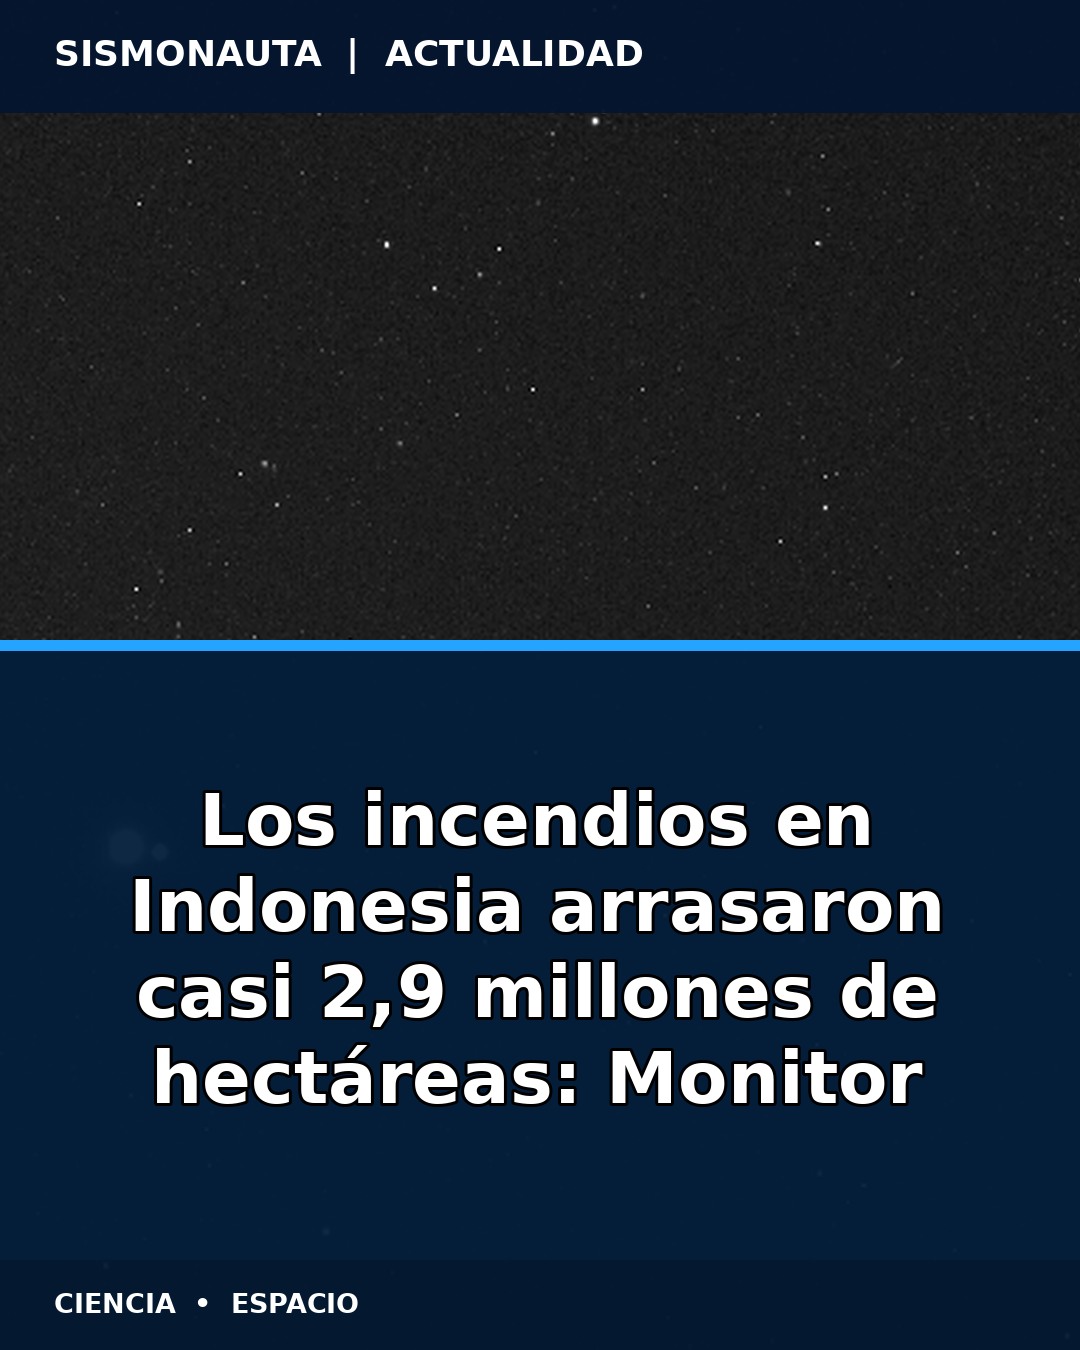 SISMONAUTA | ACTUALIDAD
Los incendios en
Indonesia arrasaron
casi 2,9 millones de
hectáreas: Monitor
CIENCIA • ESPACIO